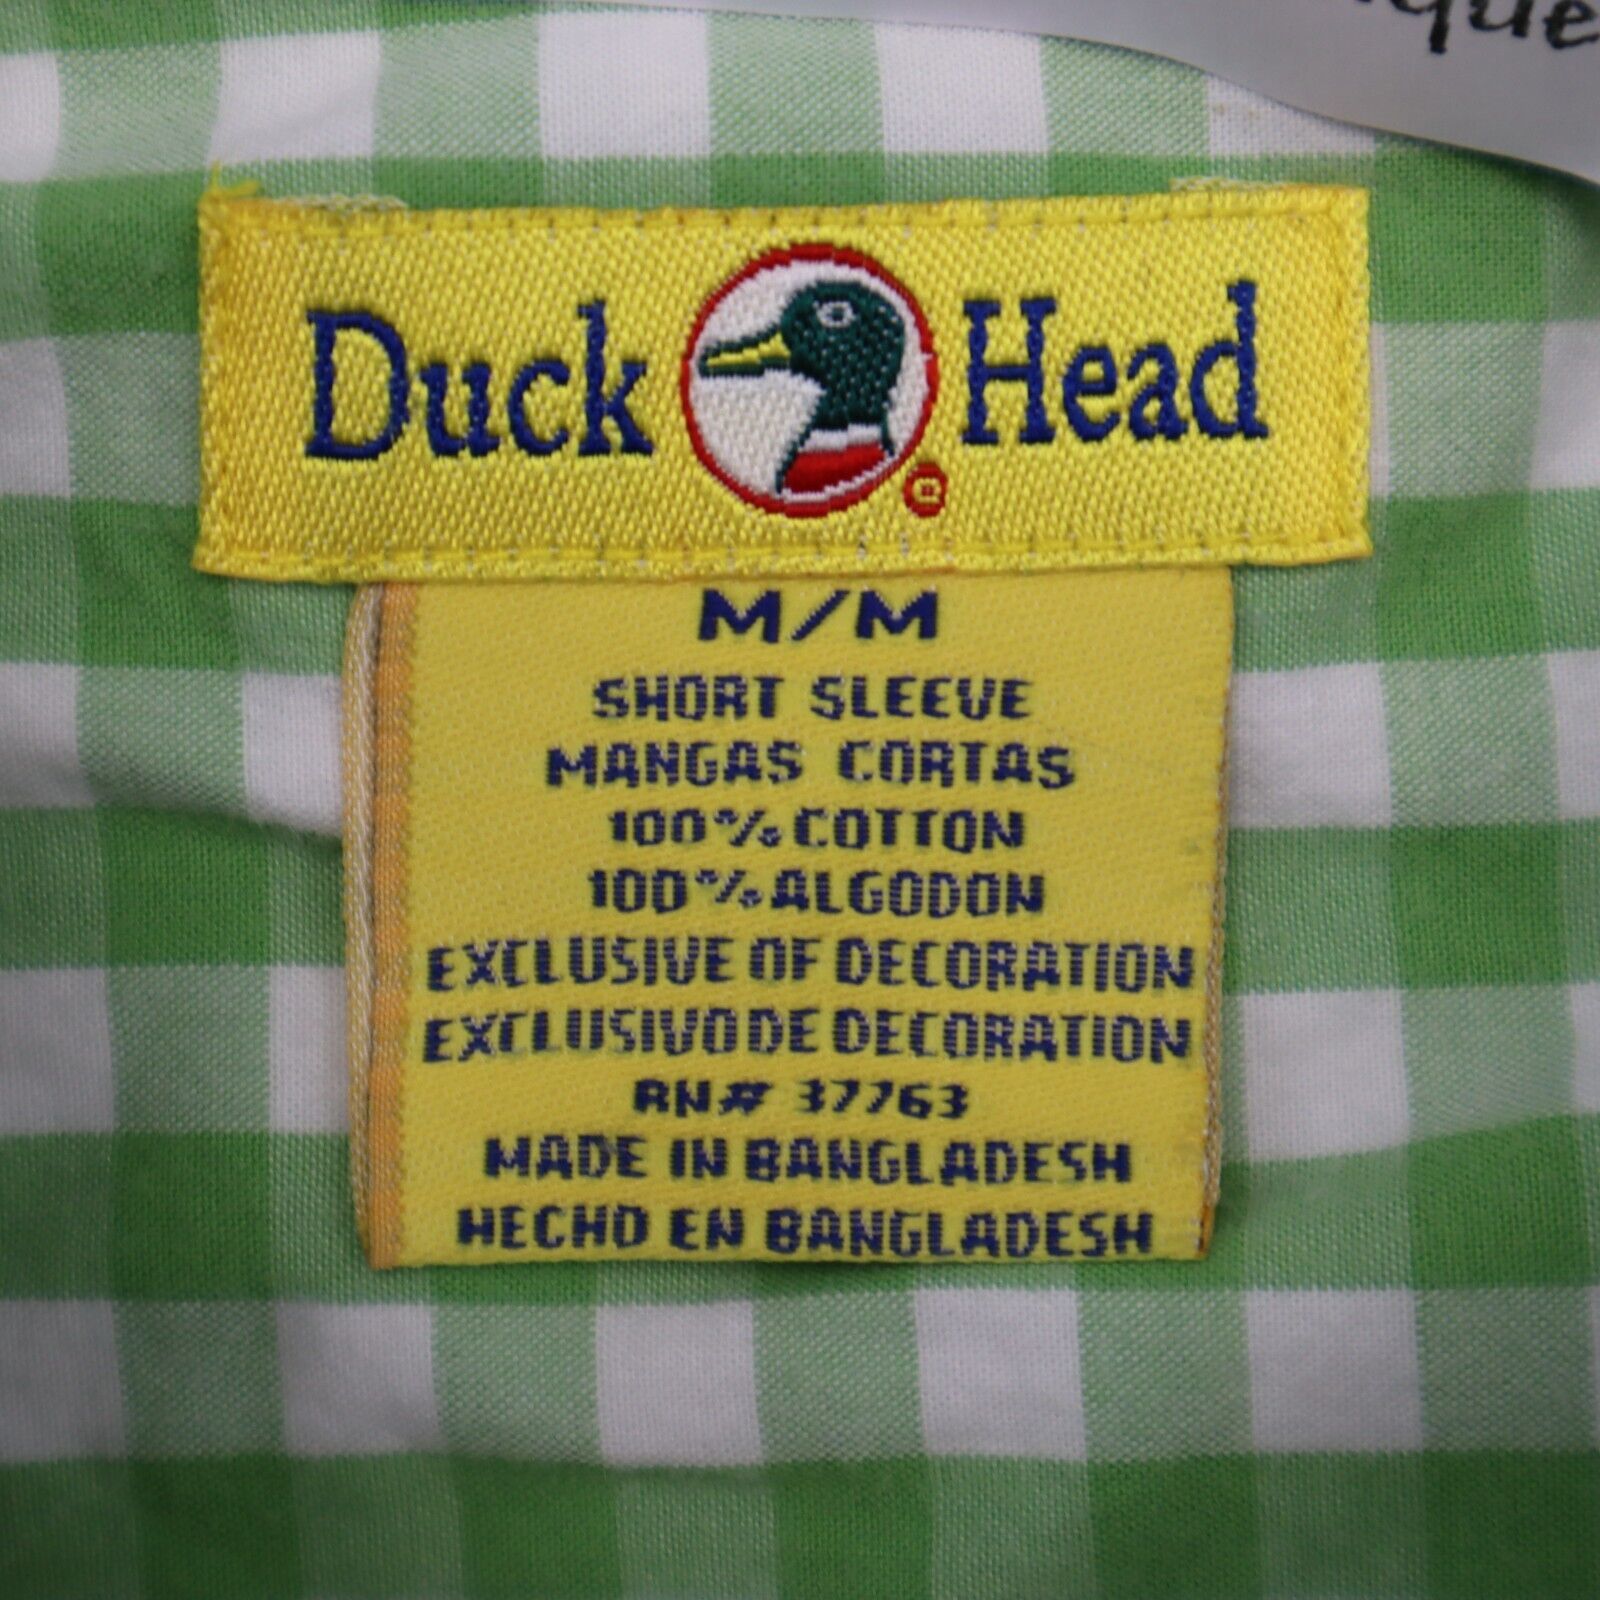 Duck Head
®
M/M
SHORT SLEEVE
MANGAS CORTAS
100% COTTON
100% ALGODON
EXCLUSIVE OF DECORATION
EXCLUSIVO DE DECORATION
RN# 37763
MADE IN BANGLADESH
HECHO EN BANGLADESH